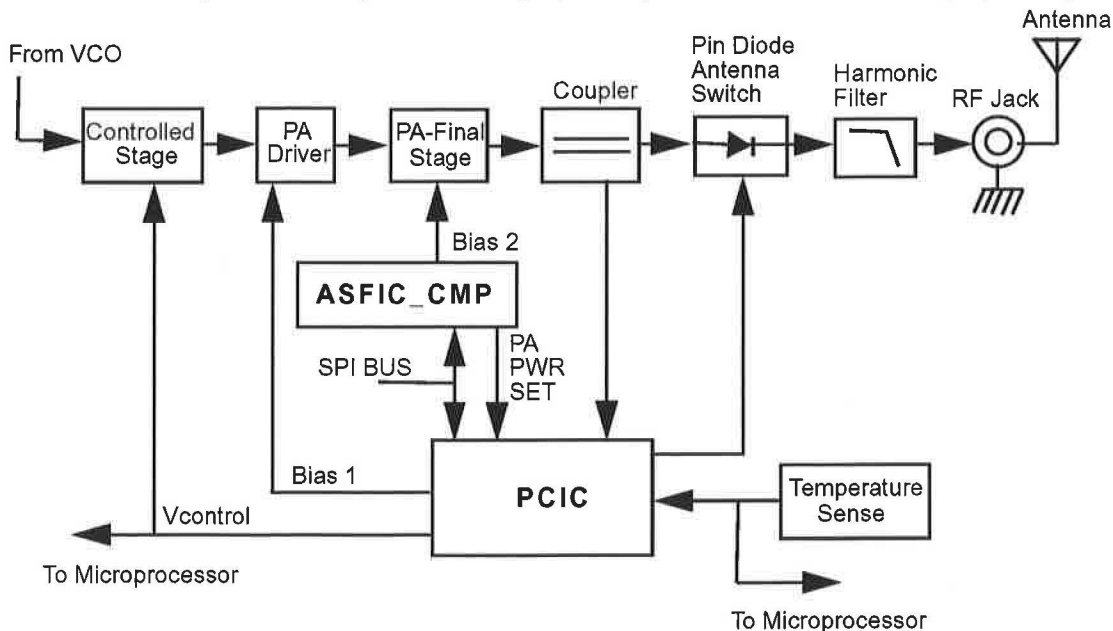 Antenna
From VCO
Pin Diode
Antenna
Switch
Harmonic
Filter
RF Jack
Coupler
Controlled
Stage
PA
Driver
PA-Final
Stage
Bias 2
ASFIC_CMP
SPI BUS
PA
PWR
SET
Bias 1
PCIC
Temperature
Sense
Vcontrol
To Microprocessor
To Microprocessor